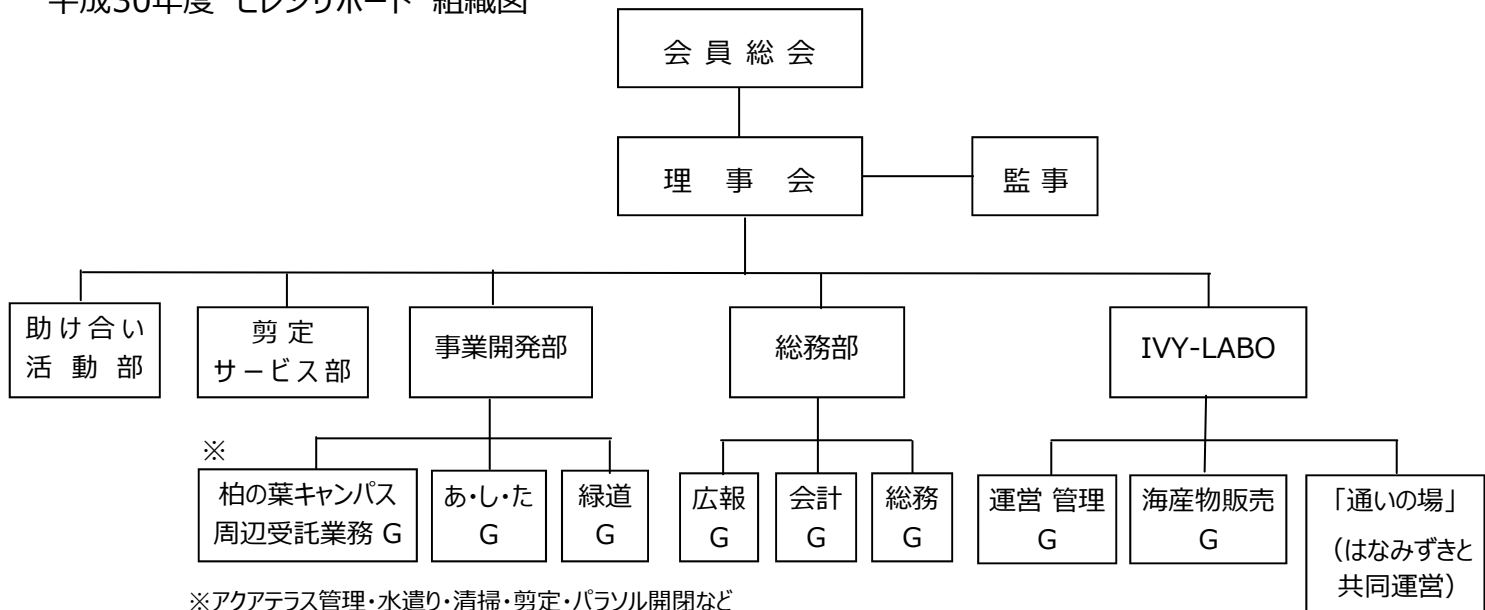 平成30年度 ヒレンリホート 組織図
会員総会
理事会
監事
助け合い
活動部
剪定
サービス部
事業開発部
総務部
IVY-LABO
※
柏の葉キャンパス
周辺受託業務 G
あ・し・た
G
緑道
G
広報
G
会計
G
総務
G
運営 管理
G
海産物販売
G
「通いの場」
（はなみずきと
共同運営）
※アクアテラス管理・水遣り・清掃・剪定・パラソル開閉など